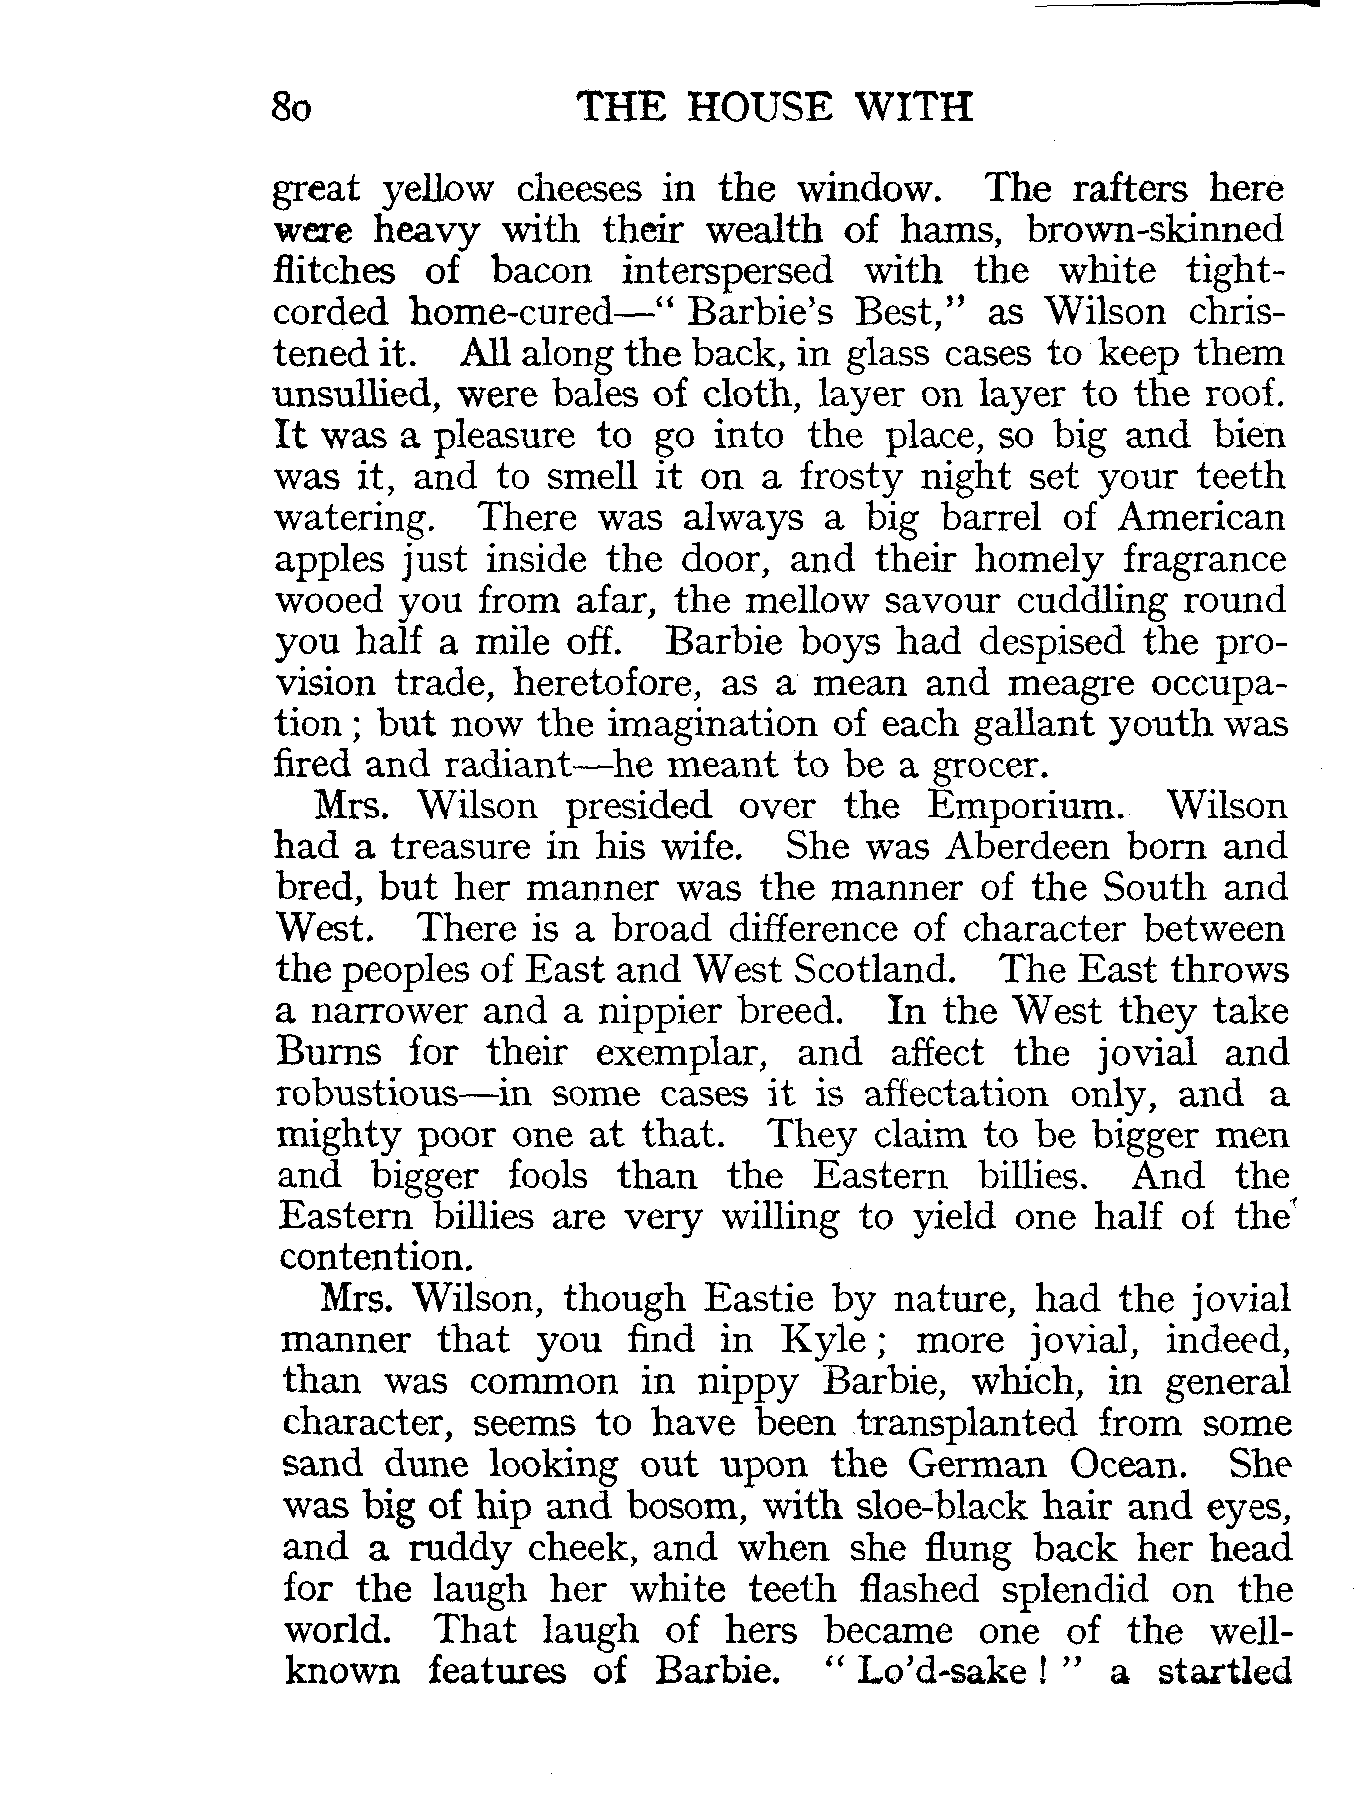 80 THE HOUSE WITH
great yellow cheeses in the window. The rafters here
were heavy with their wealth of hams, brown-skinned
flitches of bacon interspersed with the white tight-
corded home-cured—“ Barbie's Best,” as Wilson chris-
tened it. All along the back, in glass cases to keep them
unsullied, were bales of cloth, layer on layer to the roof.
It was a pleasure to go into the place, so big and bien
was it, and to smell it on a frosty night set your teeth
watering. There was always a big barrel of American
apples just inside the door, and their homely fragrance
wooed you from afar, the mellow savour cuddling round
you half a mile off. Barbie boys had despised the pro-
vision trade, heretofore, as a mean and meagre occupa-
tion ; but now the imagination of each gallant youth was
fired and radiant—he meant to be a grocer.
Mrs. Wilson presided over the Emporium. Wilson
had a treasure in his wife. She was Aberdeen born and
bred, but her manner was the manner of the South and
West. There is a broad difference of character between
the peoples of East and West Scotland. The East throws
a narrower and a nippier breed. In the West they take
Burns for their exemplar, and affect the jovial and
robustious—in some cases it is affectation only, and a
mighty poor one at that. They claim to be bigger men
and bigger fools than the Eastern billies. And the
Eastern billies are very willing to yield one half of the
contention.
Mrs. Wilson, though Eastie by nature, had the jovial
manner that you find in Kyle ; more jovial, indeed,
than was common in nippy Barbie, which, in general
character, seems to have been transplanted from some
sand dune looking out upon the German Ocean. She
was big of hip and bosom, with sloe-black hair and eyes,
and a ruddy cheek, and when she flung back her head
for the laugh her white teeth flashed splendid on the
world. That laugh of hers became one of the well-
known features of Barbie. “ Lo'd-sake ! ” a startled